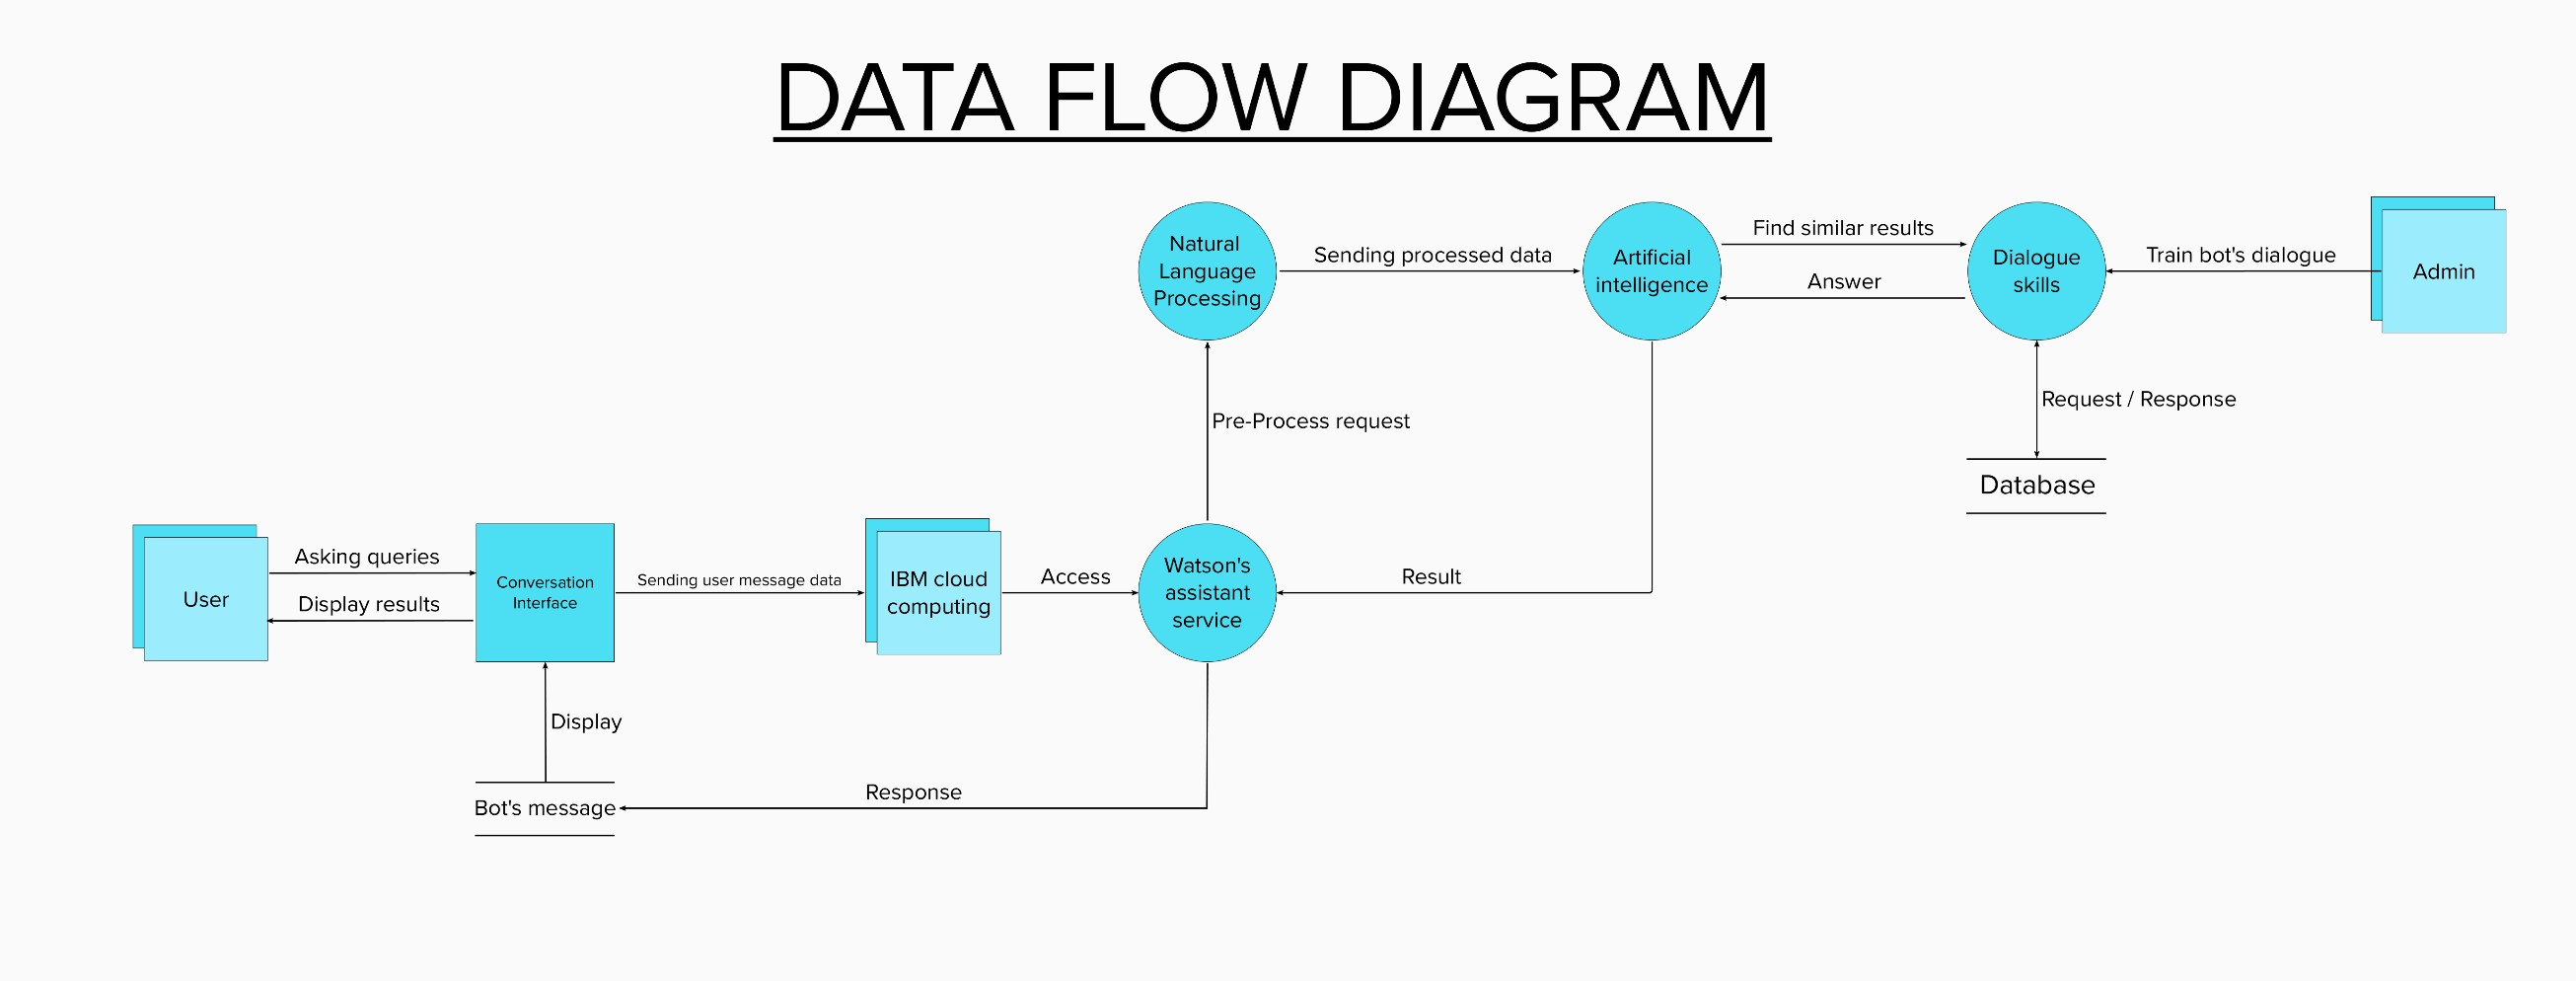 DATA FLOW DIAGRAM
Natural
Language
Processing
Sending processed data
Artificial
intelligence
Find similar results
Answer
Dialogue
skills
Train bot's dialogue
Admin
Pre-Process request
Request / Response
Database
User
Asking queries
Display results
Conversation
Interface
Sending user message data
IBM cloud
computing
Access
Watson's
assistant
service
Result
Display
Bot's message
Response